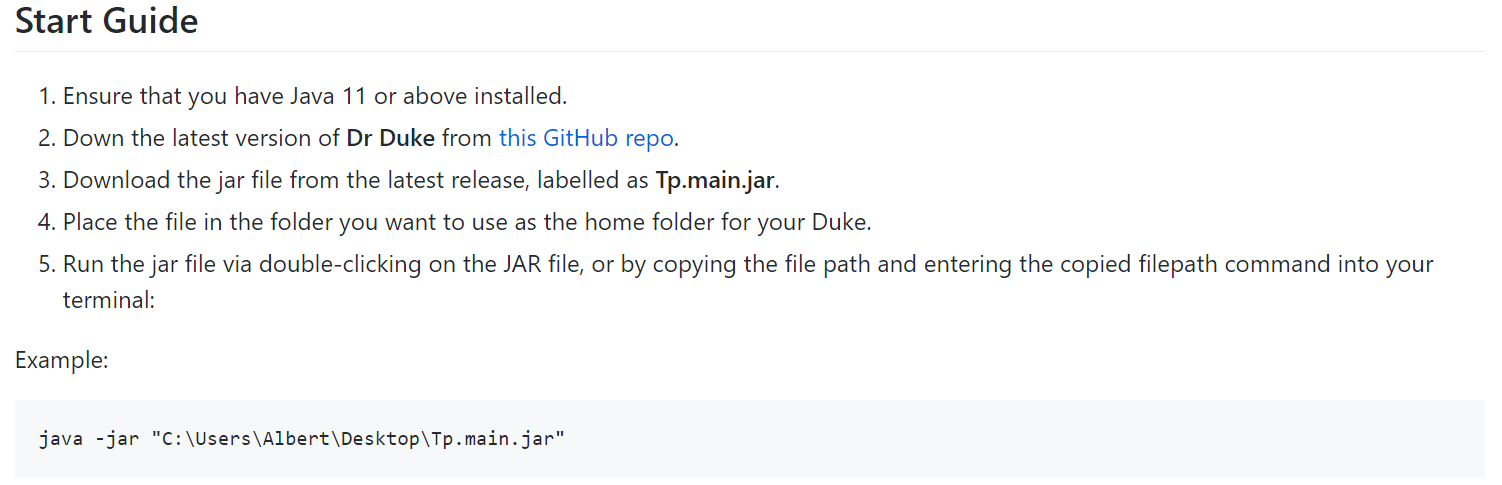 Start Guide
1. Ensure that you have Java 11 or above installed.
2. Down the latest version of Dr Duke from this GitHub repo.
3. Download the jar file from the latest release, labelled as Tp.main.jar.
4. Place the file in the folder you want to use as the home folder for your Duke.
5. Run the jar file via double-clicking on the JAR file, or by copying the file path and entering the copied filepath command into your
terminal:
Example:
java -jar "C:\Users\Albert\Desktop\Tp.main.jar"